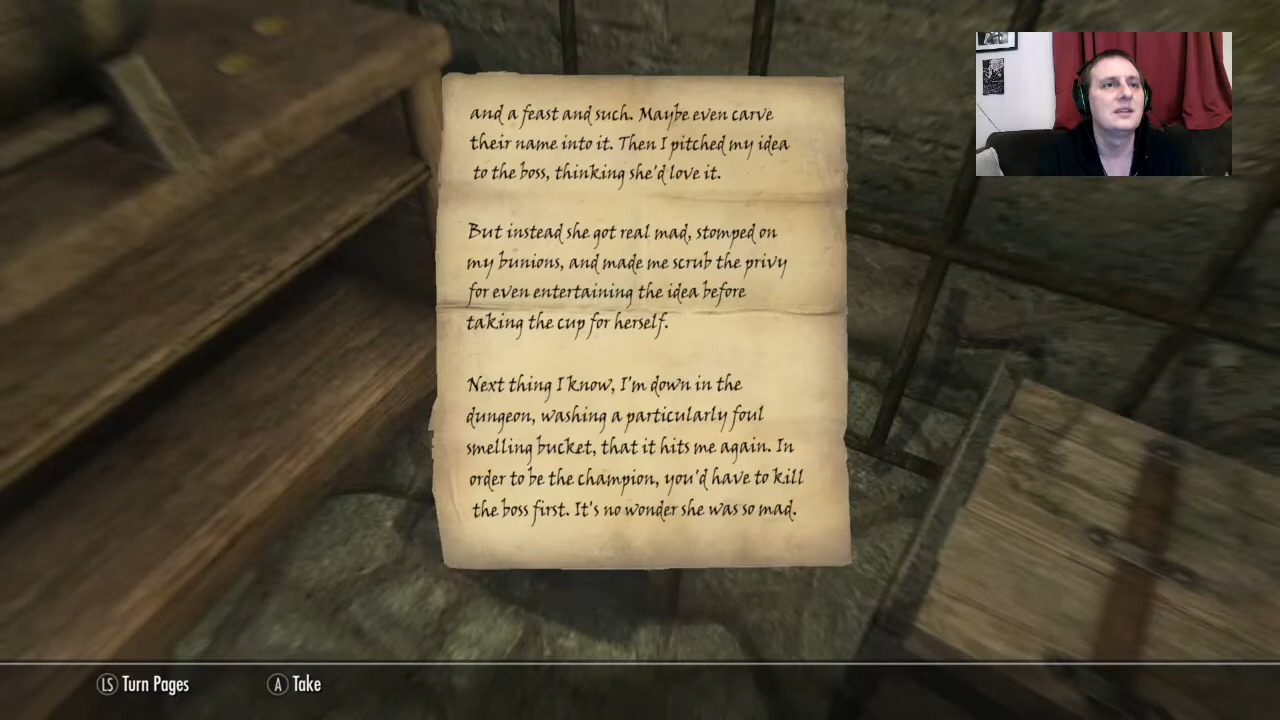 and a feast and such. Maybe even carve
their name into it. Then I pitched my idea
to the boss, thinking she'd love it.
But instead she got real mad, stomped on
my bunions, and made me scrub the privy
for even entertaining the idea before
taking the cup for herself.
Next thing I know, I'm down in the
dungeon, washing a particularly foul
smelling bucket, that it hits me again. In
order to be the champion, you'd have to kill
the boss first. It's no wonder she was so mad.
LS Turn Pages
A Take